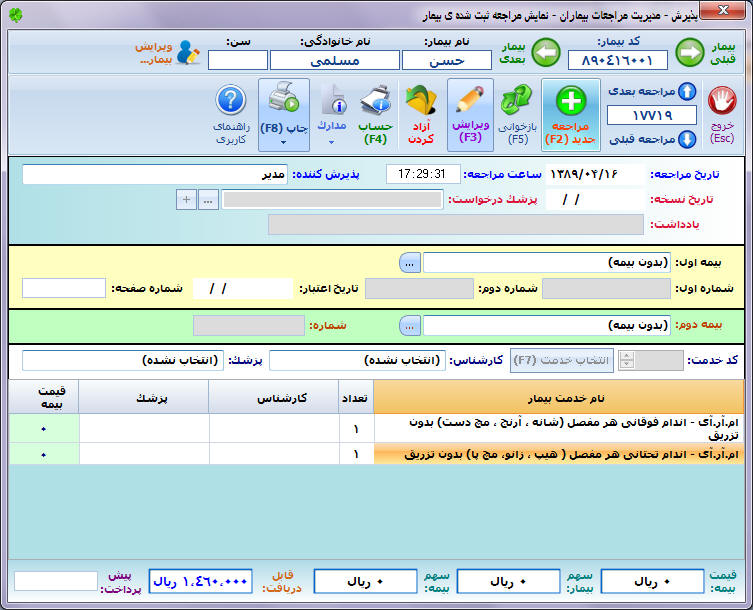 پذیرش - مدیریت مراجعات بیماران - نمایش مراجعه ثبت شده ی بیمار
بیمار قبلی
کد بیمار:
۸۹۰۴۱۶۰۰۱
بیمار بعدی
نام بیمار:
حسن
نام خانوادگی:
مسلمی
سن:
ویرایش بیمار...
خروج (Esc)
مراجعه بعدی
۱۷۷۱۹
مراجعه قبلی
مراجعه جدید (F2)
بازخوانی (F5)
ویرایش (F3)
آزاد کردن
حساب (F4)
مدارك
چاپ (F8)
راهنمای کاربری
تاریخ مراجعه: ۱۳۸۹/۰۴/۱۶ ساعت مراجعه: 17:29:31 پذیرش کننده: مدیر
تاریخ نسخه: / / پزشك درخواست: ... +
یادداشت:
بیمه اول: (بدون بیمه) ...
شماره اول: شماره دوم: تاریخ اعتبار: / / شماره صفحه:
بیمه دوم: (بدون بیمه) ... شماره:
کد خدمت: انتخاب خدمت (F7) کارشناس: (انتخاب نشده) پزشك: (انتخاب نشده)
نام خدمت بیمار تعداد کارشناس پزشك قیمت بیمه
ام.آر.آی - اندام فوقانی هر مفصل (شانه ، آرنج ، مچ دست) بدون تزریق ۱ ۰
ام.آر.آی - اندام تحتانی هر مفصل ( هیپ ، زانو، مچ پا) بدون تزریق ۱ ۰
قیمت بیمه: ۰ ریال سهم بیمار: ۰ ریال سهم بیمه: ۰ ریال قابل دریافت: ۱،۴۶۰،۰۰۰ ریال پیش پرداخت: